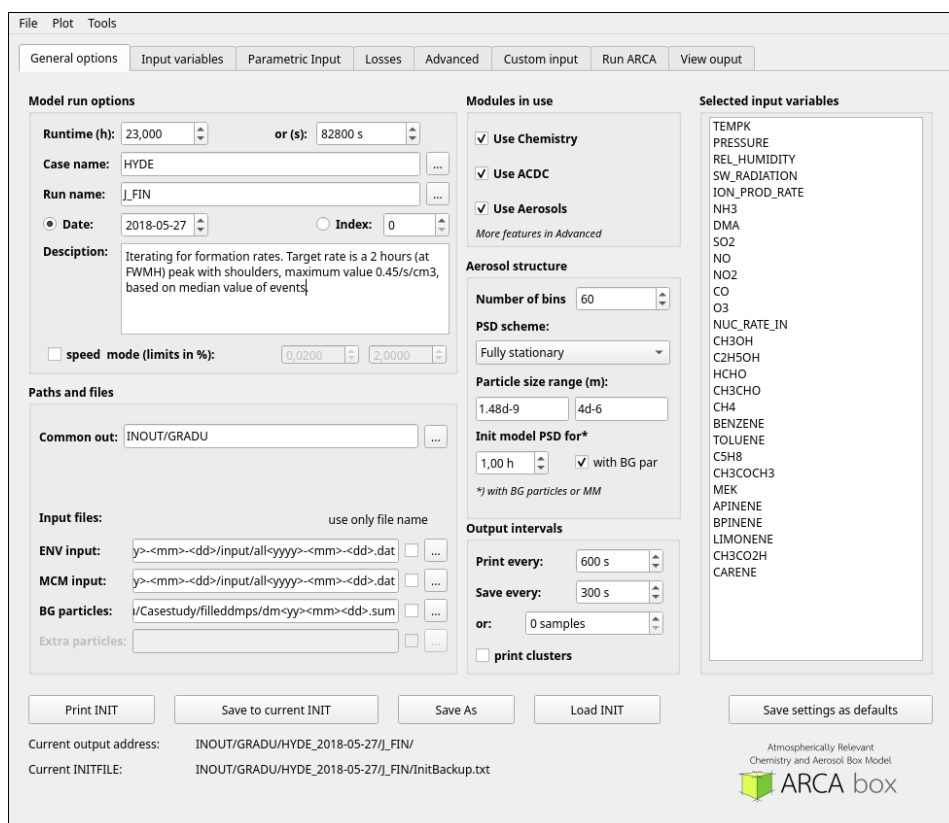 File Plot Tools
General options Input variables Parametric Input Losses Advanced Custom input Run ARCA View ouput
Model run options
Runtime (h): 23,000 or (s): 82800 s
Case name: HYDE ...
Run name: J_FIN ...
Date: 2018-05-27 Index: 0
Desciption: Iterating for formation rates. Target rate is a 2 hours (at
FWMH) peak with shoulders, maximum value 0.45/s/cm3,
based on median value of events.
speed mode (limits in %): 0,0200 2,0000
Paths and files
Common out: INOUT/GRADU ...
Input files: use only file name
ENV input: y>-<mm>-<dd>/input/all<yyyy>-<mm>-<dd>.dat ...
MCM input: y>-<mm>-<dd>/input/all<yyyy>-<mm>-<dd>.dat ...
BG particles: /Casestudy/filleddmps/dm<yy><mm><dd>.sum ...
Extra particles: ...
Modules in use
Use Chemistry
Use ACDC
Use Aerosols
More features in Advanced
Aerosol structure
Number of bins 60
PSD scheme:
Fully stationary
Particle size range (m):
1.48d-9 4d-6
Init model PSD for*
1,00 h with BG par
*) with BG particles or MM
Output intervals
Print every: 600 s
Save every: 300 s
or: 0 samples
print clusters
Selected input variables
TEMPK
PRESSURE
REL_HUMIDITY
SW_RADIATION
ION_PROD_RATE
NH3
DMA
SO2
NO
NO2
CO
O3
NUC_RATE_IN
CH3OH
C2H5OH
HCHO
CH3CHO
CH4
BENZENE
TOLUENE
C5H8
CH3COCH3
MEK
APINENE
BPINENE
LIMONENE
CH3CO2H
CARENE
Print INIT Save to current INIT Save As Load INIT Save settings as defaults
Current output address: INOUT/GRADU/HYDE_2018-05-27/J_FIN/
Current INITFILE: INOUT/GRADU/HYDE_2018-05-27/J_FIN/InitBackup.txt
Atmospherically Relevant
Chemistry and Aerosol Box Model
ARCA box